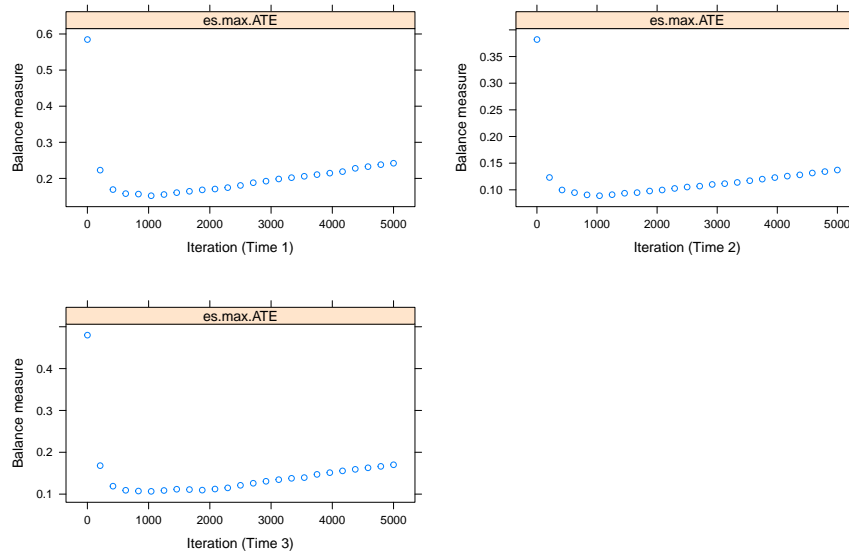 es.max.ATE
Balance measure
0.6
0.5
0.4
0.3
0.2
0 1000 2000 3000 4000 5000
Iteration (Time 1)
es.max.ATE
Balance measure
0.35
0.30
0.25
0.20
0.15
0.10
0 1000 2000 3000 4000 5000
Iteration (Time 2)
es.max.ATE
Balance measure
0.4
0.3
0.2
0.1
0 1000 2000 3000 4000 5000
Iteration (Time 3)